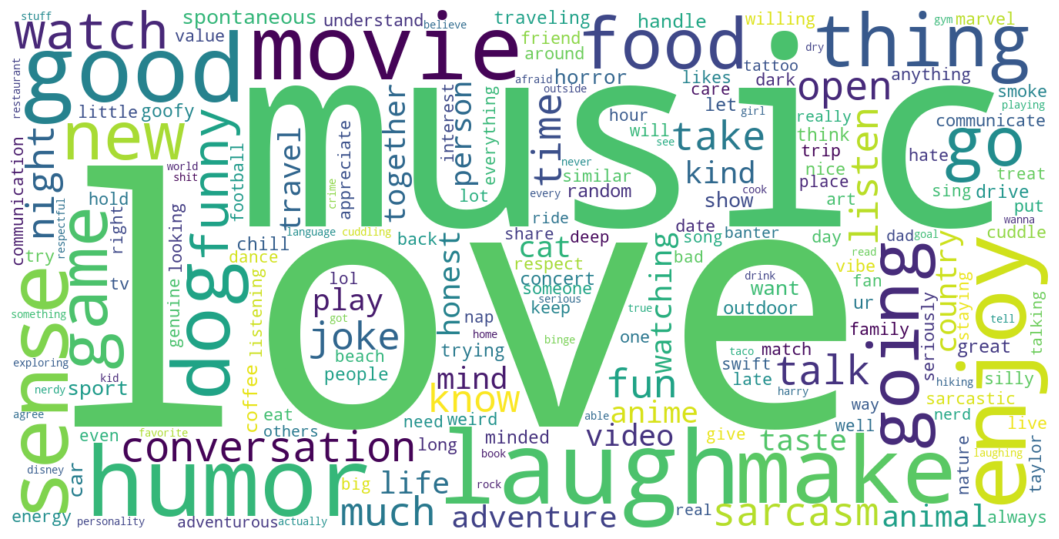 stuff
spontaneous
understand
believe
traveling
handle
willing
gym
marvel
watch
value
movie
friend
around
food
thing
dry
tattoo
restaurant
good
afraid
horror
likes
dark
anything
outside
care
let
girl
open
smoke
playing
little
goofy
music
new
night
funny
football
travel
appreciate
together
interest
person
everything
time
hour
will
see
take
really
think
trip
listen
communicate
go
hate
treat
world
shit
crime
never
similar
kind
nice
place
art
sing
drive
put
wanna
communication
respectful
hold
right
lot
random
every
cook
show
language
cuddling
ride
share
deep
date
song
banter
day
dad
goal
cuddle
sense
try
game
tv
looking
genuine
dog
chill
dance
back
honest
cat
respect
concert
someone
serious
keep
watching
bad
drink
want
outdoor
vibe
read
fan
ur
going
country
staying
tell
enjoy
talking
something
love
lol
play
got
joke
home
nap
binge
true
one
family
seriously
great
exploring
kid
sport
nerdy
coffee
listening
beach
people
trying
mind
fun
swift
late
taco
match
harry
talk
hiking
silly
agree
favorite
even
eat
others
need
weird
know
able
anime
give
way
well
sarcastic
nerd
live
disney
car
conversation
long
minded
book
video
taste
nature
taylor
laughing
energy
personality
humor
big
life
rock
laugh
make
adventurous
actually
much
adventure
real
sarcasm
animal
always